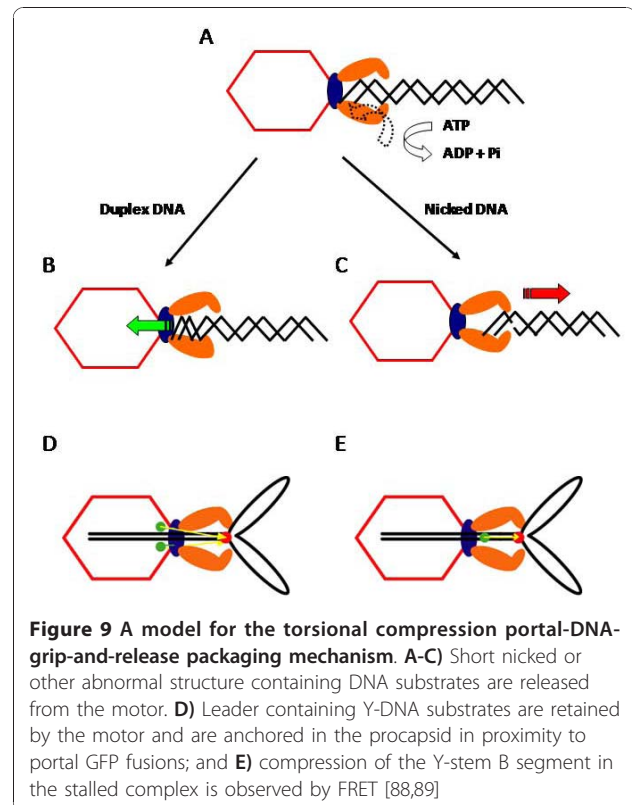 A
ATP
ADP + Pi
Duplex DNA
Nicked DNA
B
C
D
E
Figure 9 A model for the torsional compression portal-DNA-
grip-and-release packaging mechanism. A-C) Short nicked or
other abnormal structure containing DNA substrates are released
from the motor. D) Leader containing Y-DNA substrates are retained
by the motor and are anchored in the procapsid in proximity to
portal GFP fusions; and E) compression of the Y-stem B segment in
the stalled complex is observed by FRET [88,89]